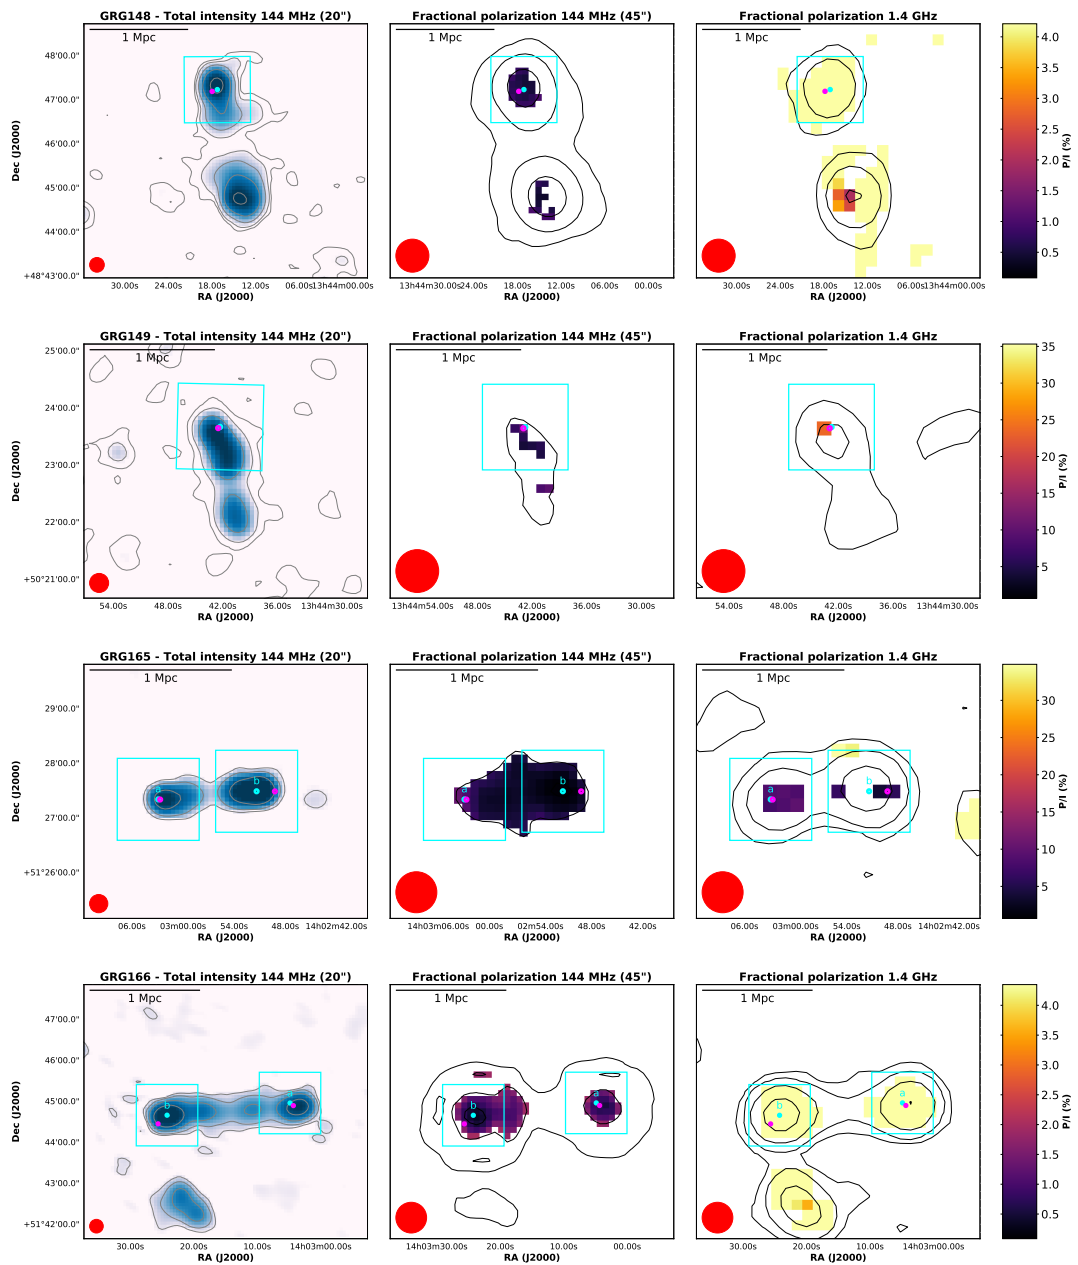 GRG148 - Total intensity 144 MHz (20")
Fractional polarization 144 MHz (45")
Fractional polarization 1.4 GHz
1 Mpc
1 Mpc
1 Mpc
48'00.0"
47'00.0"
46'00.0"
45'00.0"
44'00.0"
+48°43'00.0"
Dec (J2000)
30.00s 24.00s 18.00s 12.00s 06.00s13h44m00.00s
RA (J2000)
13h44m30.00s24.00s 18.00s 12.00s 06.00s 00.00s
RA (J2000)
30.00s 24.00s 18.00s 12.00s 06.00s13h44m00.00s
RA (J2000)
4.0
3.5
3.0
2.5
2.0
1.5
1.0
0.5
P/I (%)
GRG149 - Total intensity 144 MHz (20")
Fractional polarization 144 MHz (45")
Fractional polarization 1.4 GHz
1 Mpc
1 Mpc
1 Mpc
25'00.0"
24'00.0"
23'00.0"
22'00.0"
+50°21'00.0"
Dec (J2000)
54.00s 48.00s 42.00s 36.00s 13h44m30.00s
RA (J2000)
13h44m54.00s 48.00s 42.00s 36.00s 30.00s
RA (J2000)
54.00s 48.00s 42.00s 36.00s 13h44m30.00s
RA (J2000)
35
30
25
20
15
10
5
P/I (%)
GRG165 - Total intensity 144 MHz (20")
Fractional polarization 144 MHz (45")
Fractional polarization 1.4 GHz
1 Mpc
1 Mpc
1 Mpc
29'00.0"
28'00.0"
27'00.0"
+51°26'00.0"
Dec (J2000)
a b
a b
a b
06.00s 03m00.00s 54.00s 48.00s 14h02m42.00s
RA (J2000)
14h03m06.00s 00.00s 02m54.00s 48.00s 42.00s
RA (J2000)
06.00s 03m00.00s 54.00s 48.00s 14h02m42.00s
RA (J2000)
30
25
20
15
10
5
P/I (%)
GRG166 - Total intensity 144 MHz (20")
Fractional polarization 144 MHz (45")
Fractional polarization 1.4 GHz
1 Mpc
1 Mpc
1 Mpc
47'00.0"
46'00.0"
45'00.0"
44'00.0"
43'00.0"
+51°42'00.0"
Dec (J2000)
b a
b a
b a
30.00s 20.00s 10.00s 14h03m00.00s
RA (J2000)
14h03m30.00s 20.00s 10.00s 00.00s
RA (J2000)
30.00s 20.00s 10.00s 14h03m00.00s
RA (J2000)
4.0
3.5
3.0
2.5
2.0
1.5
1.0
0.5
P/I (%)